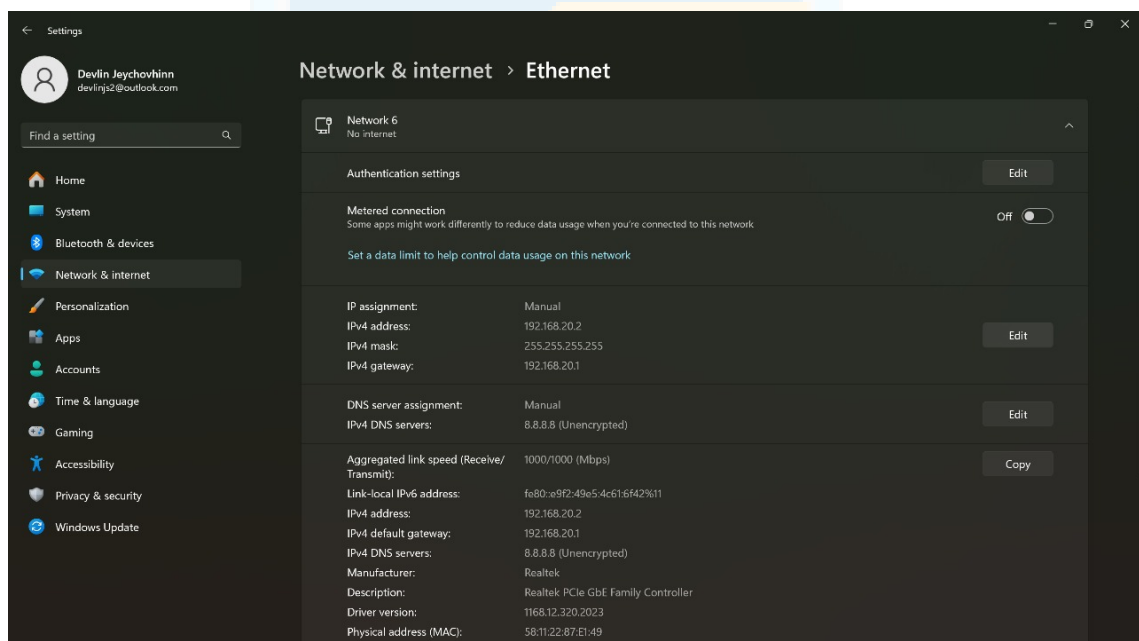 Settings
Devlin Jeychovhinn
devlinjs2@outlook.com
Find a setting
Home
System
Bluetooth & devices
Network & internet
Personalization
Apps
Accounts
Time & language
Gaming
Accessibility
Privacy & security
Windows Update
Network & internet > Ethernet
Network 6
No internet
Authentication settings Edit
Metered connection
Some apps might work differently to reduce data usage when you're connected to this network
Off
Set a data limit to help control data usage on this network
IP assignment: Manual
IPv4 address: 192.168.20.2
IPv4 mask: 255.255.255.255
IPv4 gateway: 192.168.20.1
Edit
DNS server assignment: Manual
IPv4 DNS servers: 8.8.8.8 (Unencrypted)
Edit
Aggregated link speed (Receive/ 1000/1000 (Mbps)
Transmit):
Copy
Link-local IPv6 address: fe80::e9f2:49e5:4c61:6f42%11
IPv4 address: 192.168.20.2
IPv4 default gateway: 192.168.20.1
IPv4 DNS servers: 8.8.8.8 (Unencrypted)
Manufacturer: Realtek
Description: Realtek PCIe GbE Family Controller
Driver version: 1168.12.320.2023
Physical address (MAC): 58:11:22:87:E1:49